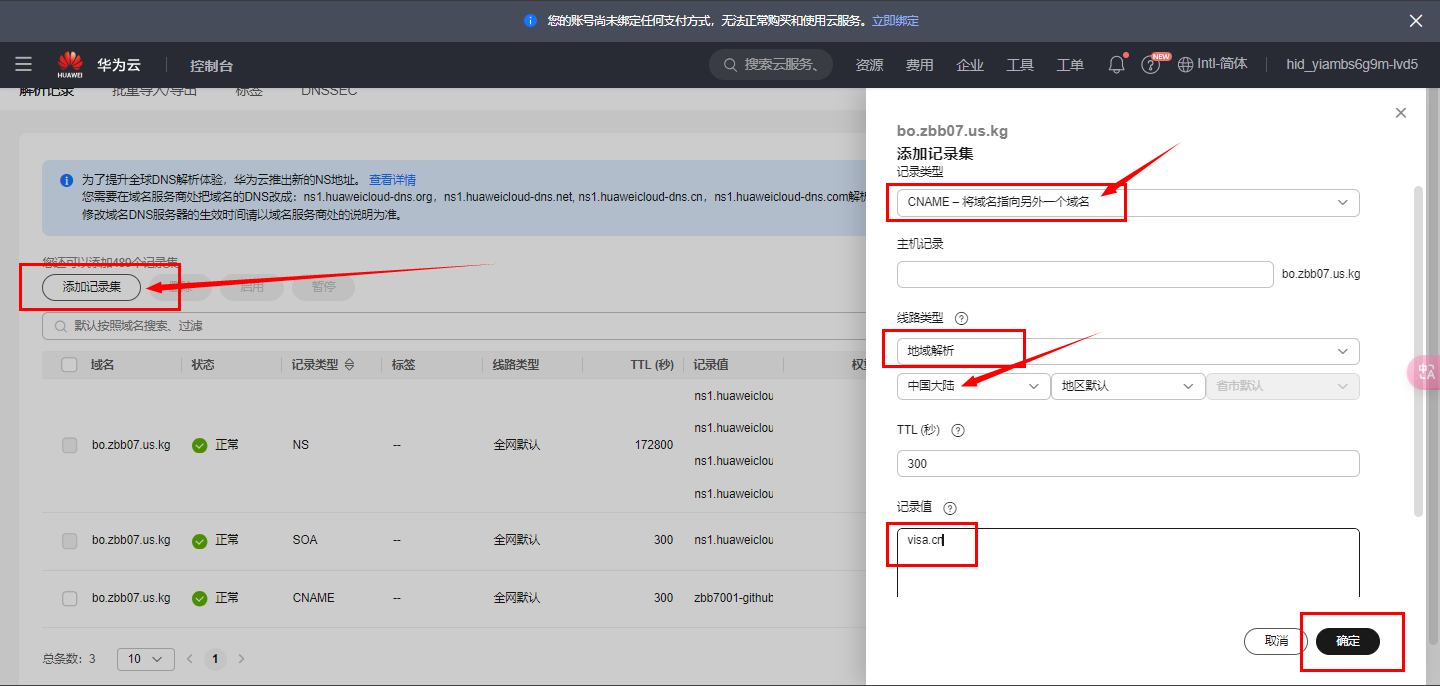 您的账号尚未绑定任何支付方式，无法正常购买和使用云服务。立即绑定
HUAWEI
华为云
控制台
搜索云服务、
资源
费用
企业
工具
工单
NEW
Intl-简体
hid_yiambs6g9m-lvd5
解析记录
批量导入/导出
标签
DNSSEC
为了提升全球DNS解析体验，华为云推出新的NS地址。 查看详情
您需要在域名服务商处把域名的DNS改成：ns1.huaweicloud-dns.org，ns1.huaweicloud-dns.net, ns1.huaweicloud-dns.cn，ns1.huaweicloud-dns.com解析
修改域名DNS服务器的生效时间请以域名服务商处的说明为准。
您还可以添加489个记录集
添加记录集
启用
暂停
默认按照域名搜索、过滤
域名 状态 记录类型 标签 线路类型 TTL (秒) 记录值 权重
ns1.huaweiclou
ns1.huaweiclou
bo.zbb07.us.kg 正常 NS -- 全网默认 172800
ns1.huaweiclou
ns1.huaweiclou
bo.zbb07.us.kg 正常 SOA -- 全网默认 300 ns1.huaweiclou
bo.zbb07.us.kg 正常 CNAME -- 全网默认 300 zbb7001-github
总条数：3
10
1
bo.zbb07.us.kg
添加记录集
记录类型
CNAME – 将域名指向另外一个域名
主机记录
bo.zbb07.us.kg
线路类型
地域解析
中国大陆
地区默认
省市默认
TTL (秒)
300
记录值
visa.cn
取消
确定
中A